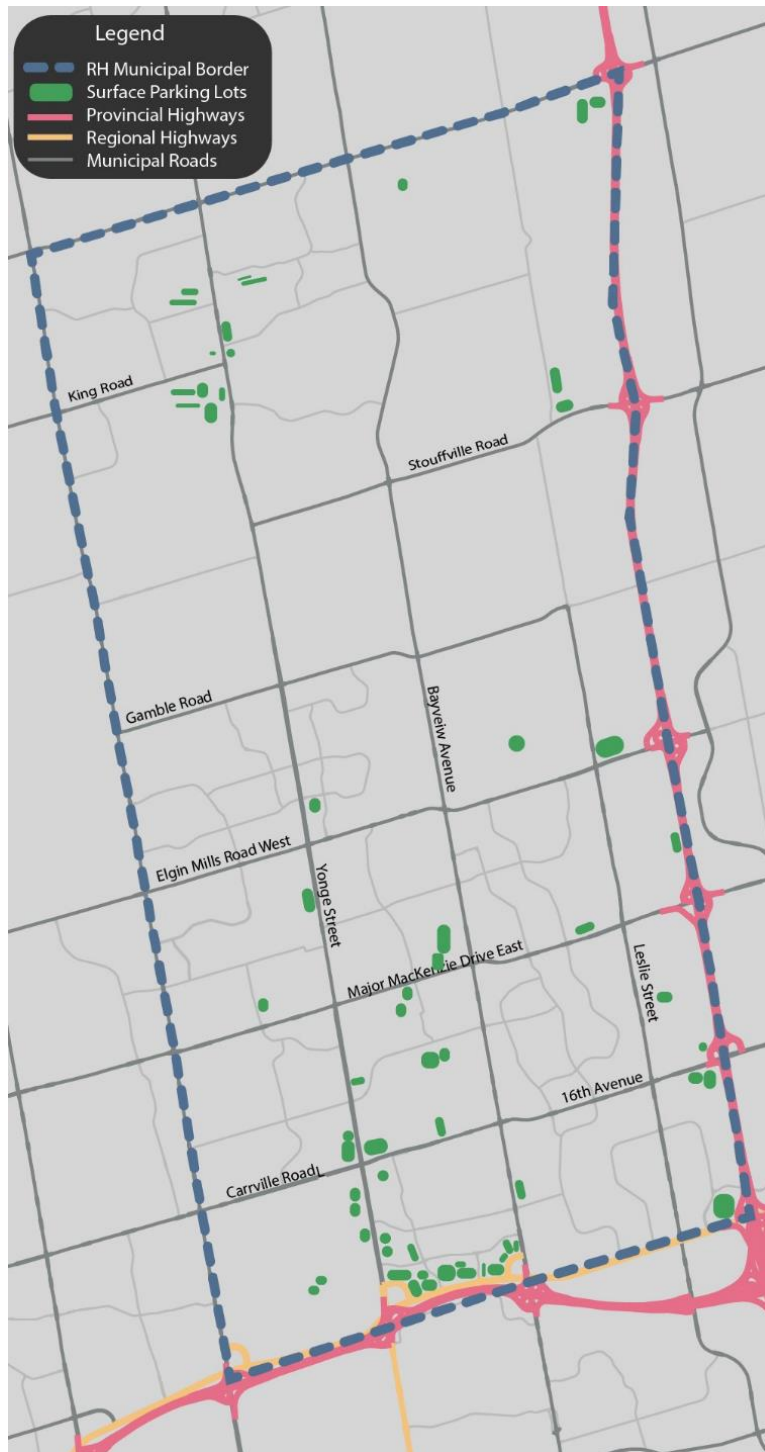 Legend
RH Municipal Border
Surface Parking Lots
Provincial Highways
Regional Highways
Municipal Roads
King Road
Stouffville Road
Gamble Road
Bayveiw Avenue
Elgin Mills Road West
Yonge Street
Major MacKenzie Drive East
Leslie Street
16th Avenue
Carrville Road